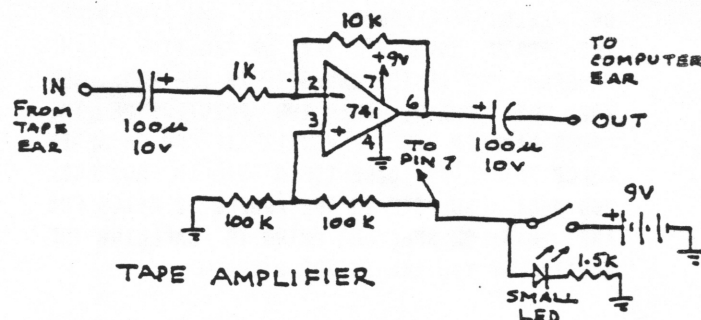 10K
+9V
TO
COMPUTER
EAR
IN
FROM
TAPE
EAR
+
100µ
10V
1K
2
-
7
741
6
3
+
4
+
100µ
10V
OUT
TO
PIN 7
100K
100K
9V
+
1.5K
SMALL
LED
TAPE AMPLIFIER